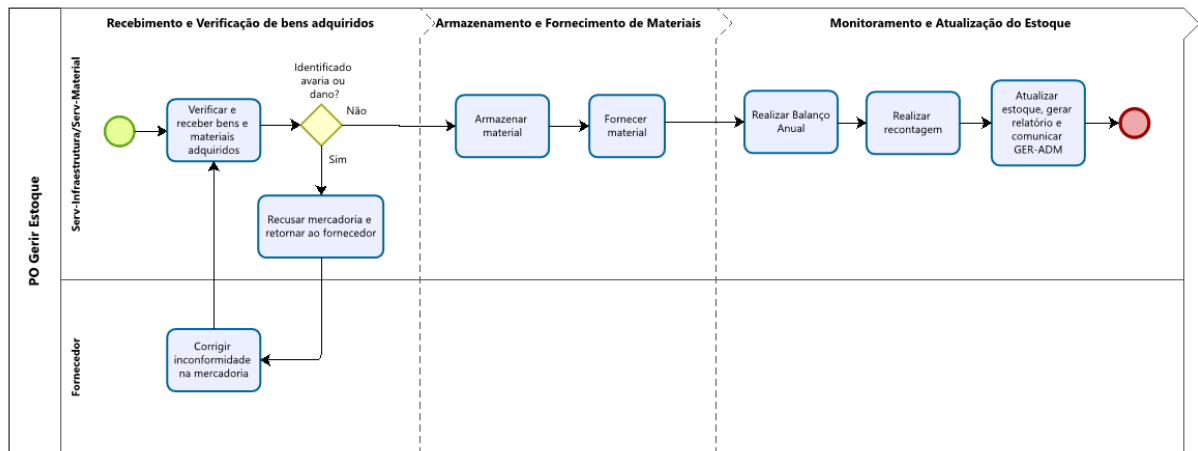 Recebimento e Verificação de bens adquiridos
Armazenamento e Fornecimento de Materiais
Monitoramento e Atualização do Estoque
PO Gerir Estoque
Serv-Infraestrutura/Serv-Material
Verificar e
receber bens e
materiais
adquiridos
Identificado
avaria ou
dano?
Não
Sim
Recusar mercadoria e
retornar ao fornecedor
Armazenar
material
Fornecer
material
Realizar Balanço
Anual
Realizar
recontagem
Atualizar
estoque, gerar
relatório e
comunicar
GER-ADM
Fornecedor
Corrigir
inconformidade
na mercadoria